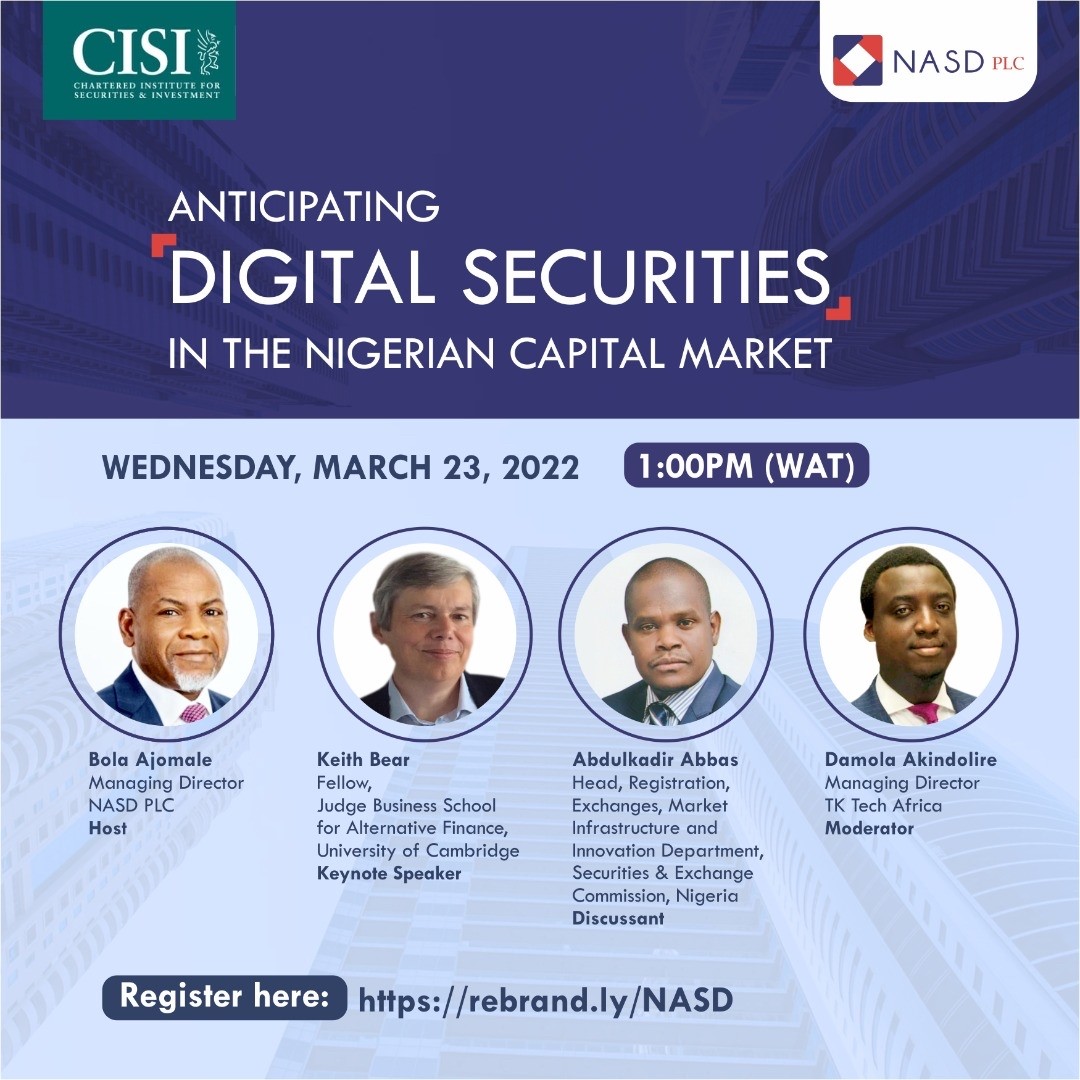 CISI
CHARTERED INSTITUTE FOR
SECURITIES & INVESTMENT
NASD PLC
ANTICIPATING
DIGITAL SECURITIES
IN THE NIGERIAN CAPITAL MARKET
WEDNESDAY, MARCH 23, 2022
1:00PM (WAT)
Bola Ajomale
Managing Director
NASD PLC
Host
Keith Bear
Fellow,
Judge Business School
for Alternative Finance,
University of Cambridge
Keynote Speaker
Abdulkadir Abbas
Head, Registration,
Exchanges, Market
Infrastructure and
Innovation Department,
Securities & Exchange
Commission, Nigeria
Discussant
Damola Akindolire
Managing Director
TK Tech Africa
Moderator
Register here: https://rebrand.ly/NASD